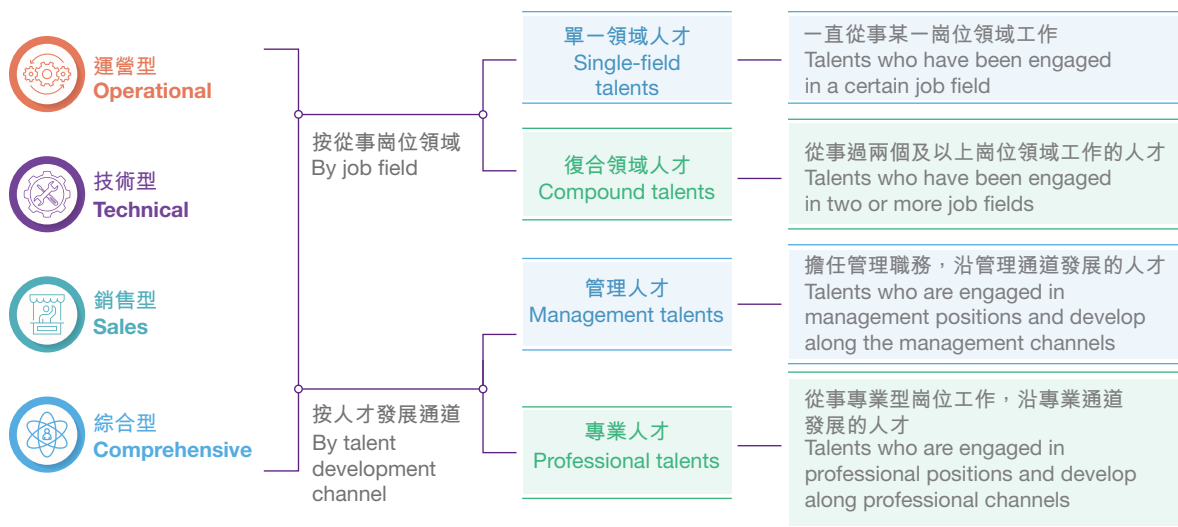 運營型
Operational
技術型
Technical
銷售型
Sales
綜合型
Comprehensive
按從事崗位領域
By job field
按人才發展通道
By talent
development
channel
單一領域人才
Single-field
talents
一直從事某一崗位領域工作
Talents who have been engaged
in a certain job field
復合領域人才
Compound talents
從事過兩個及以上崗位領域工作的人才
Talents who have been engaged
in two or more job fields
管理人才
Management talents
擔任管理職務，沿管理通道發展的人才
Talents who are engaged in
management positions and develop
along the management channels
專業人才
Professional talents
從事專業型崗位工作，沿專業通道
發展的人才
Talents who are engaged in
professional positions and develop
along professional channels